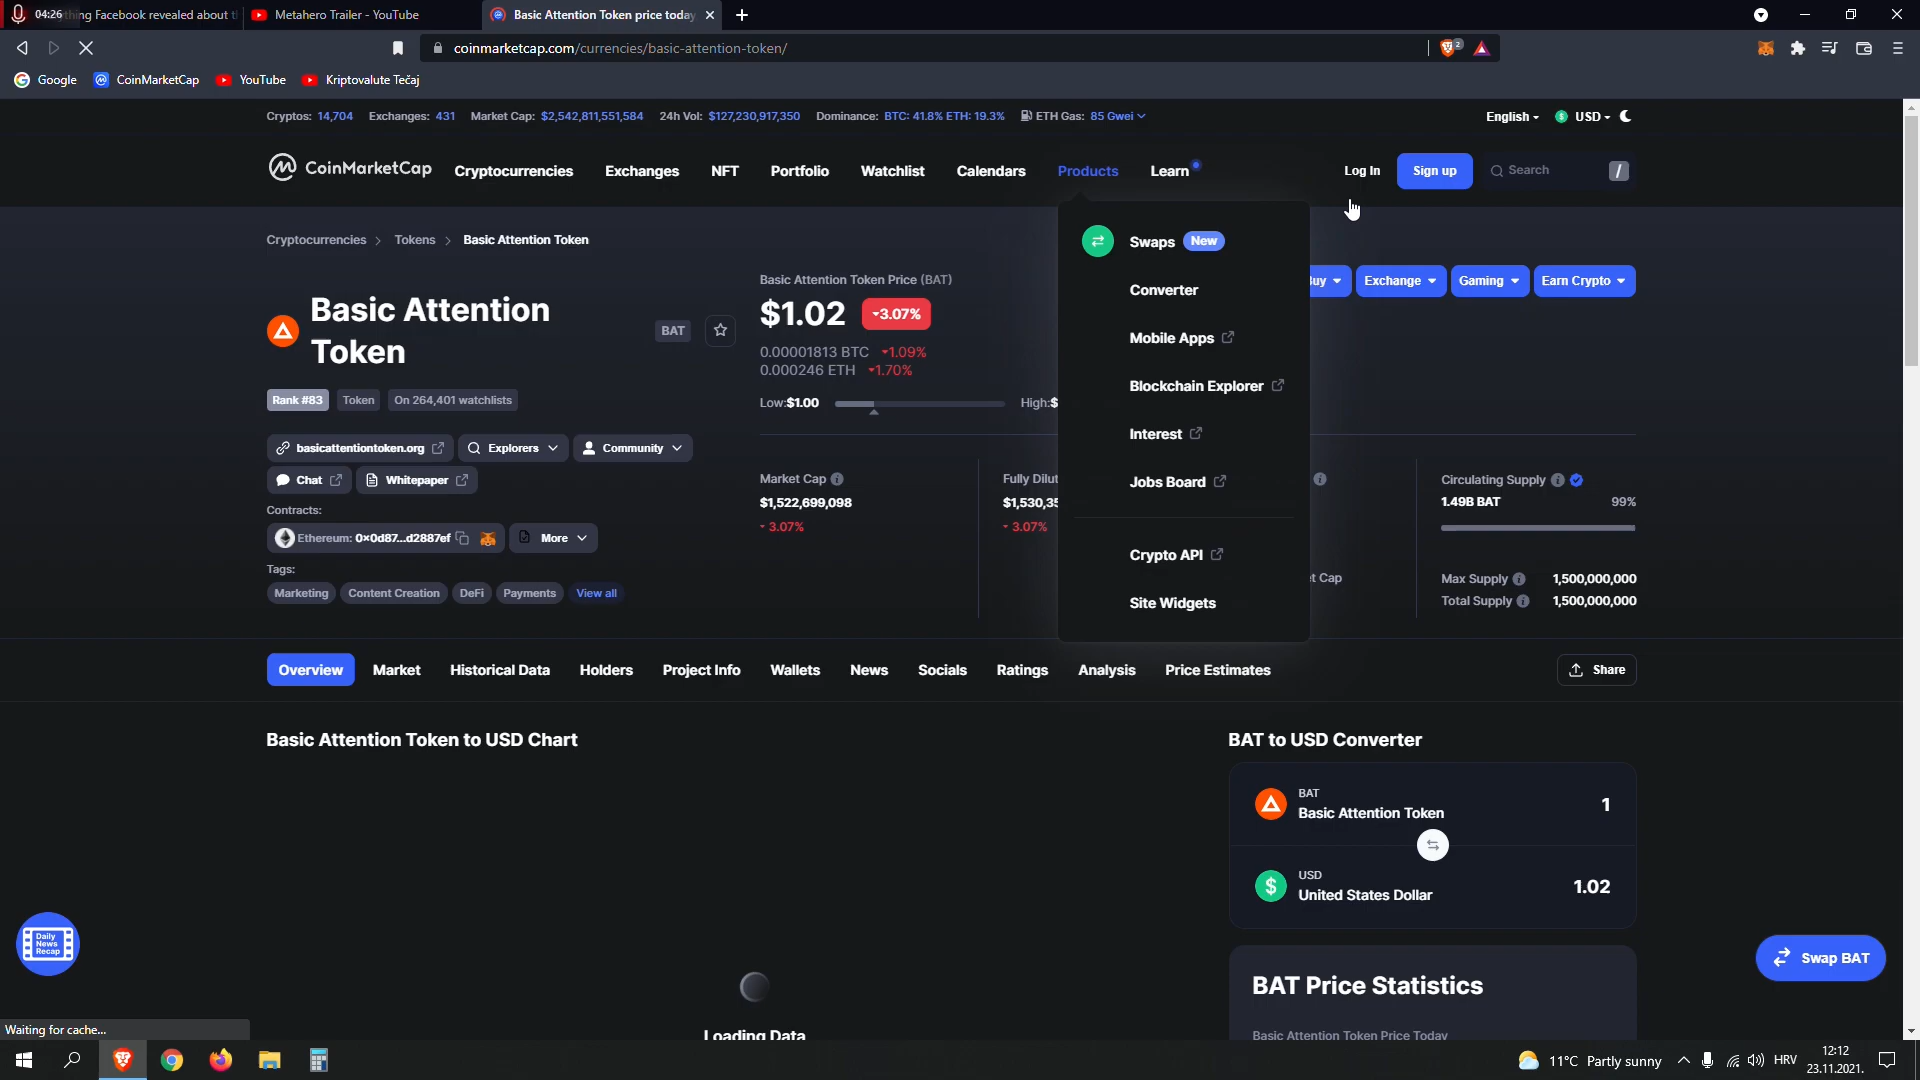 04:26
ing Facebook revealed about t
Metahero Trailer - YouTube
Basic Attention Token price today
coinmarketcap.com/currencies/basic-attention-token/
2
Google
CoinMarketCap
YouTube
Kriptovalute Tečaj
Cryptos: 14,704 Exchanges: 431 Market Cap: $2,542,811,551,584 24h Vol: $127,230,917,350 Dominance: BTC: 41.8% ETH: 19.3% ETH Gas: 85 Gwei
English
USD
CoinMarketCap
Cryptocurrencies
Exchanges
NFT
Portfolio
Watchlist
Calendars
Products
Learn
Log In
Sign up
Search
/
Cryptocurrencies > Tokens > Basic Attention Token
Swaps New
Converter
Mobile Apps
Blockchain Explorer
Interest
Jobs Board
Crypto API
Site Widgets
Basic Attention
Token
BAT
Basic Attention Token Price (BAT)
$1.02
3.07%
0.00001813 BTC 1.09%
0.000246 ETH 1.70%
Low:$1.00
High:$
Buy
Exchange
Gaming
Earn Crypto
Rank #83
Token
On 264,401 watchlists
basicattentiontoken.org
Explorers
Community
Chat
Whitepaper
Contracts:
Ethereum: 0x0d87...d2887ef
More
Tags:
Marketing
Content Creation
DeFi
Payments
View all
Market Cap
$1,522,699,098
3.07%
Fully Dilut
$1,530,35
3.07%
t Cap
Circulating Supply
1.49B BAT
99%
Max Supply 1,500,000,000
Total Supply 1,500,000,000
Overview
Market
Historical Data
Holders
Project Info
Wallets
News
Socials
Ratings
Analysis
Price Estimates
Share
Basic Attention Token to USD Chart
Loading Data
BAT to USD Converter
BAT
Basic Attention Token
1
USD
United States Dollar
1.02
BAT Price Statistics
Basic Attention Token Price Today
Daily
News
Recap
Swap BAT
Waiting for cache...
11°C Partly sunny
HRV
12:12
23.11.2021.